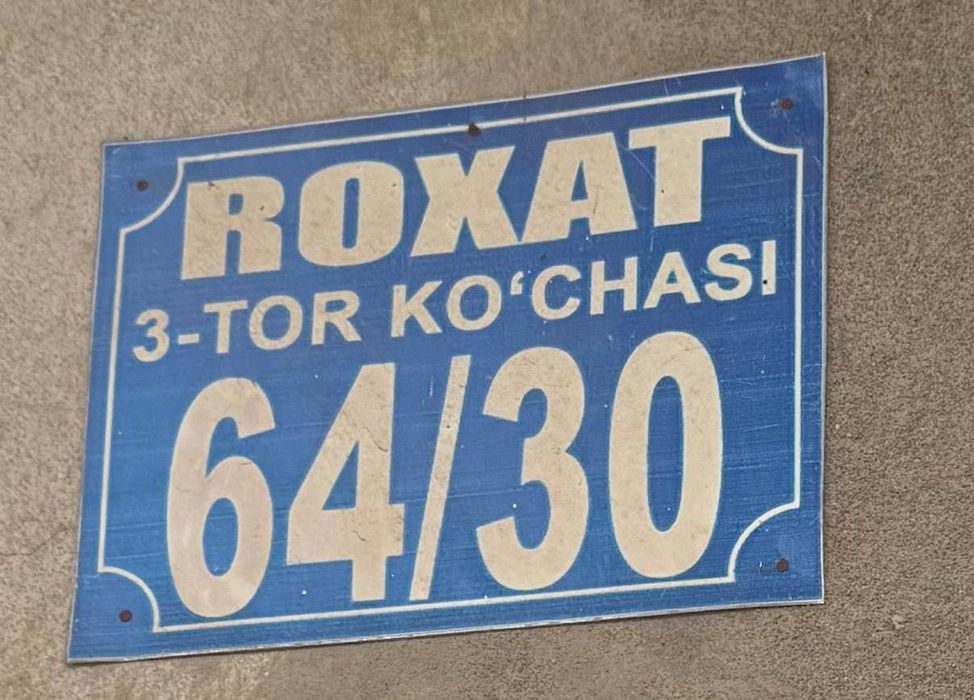 ROXAT
3-TOR KO‘CHASI
64/30